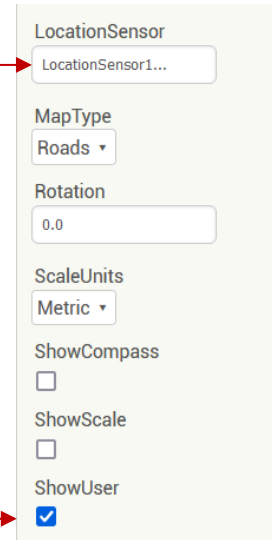 LocationSensor
LocationSensor1...
MapType
Roads
Rotation
0.0
ScaleUnits
Metric
ShowCompass
ShowScale
ShowUser